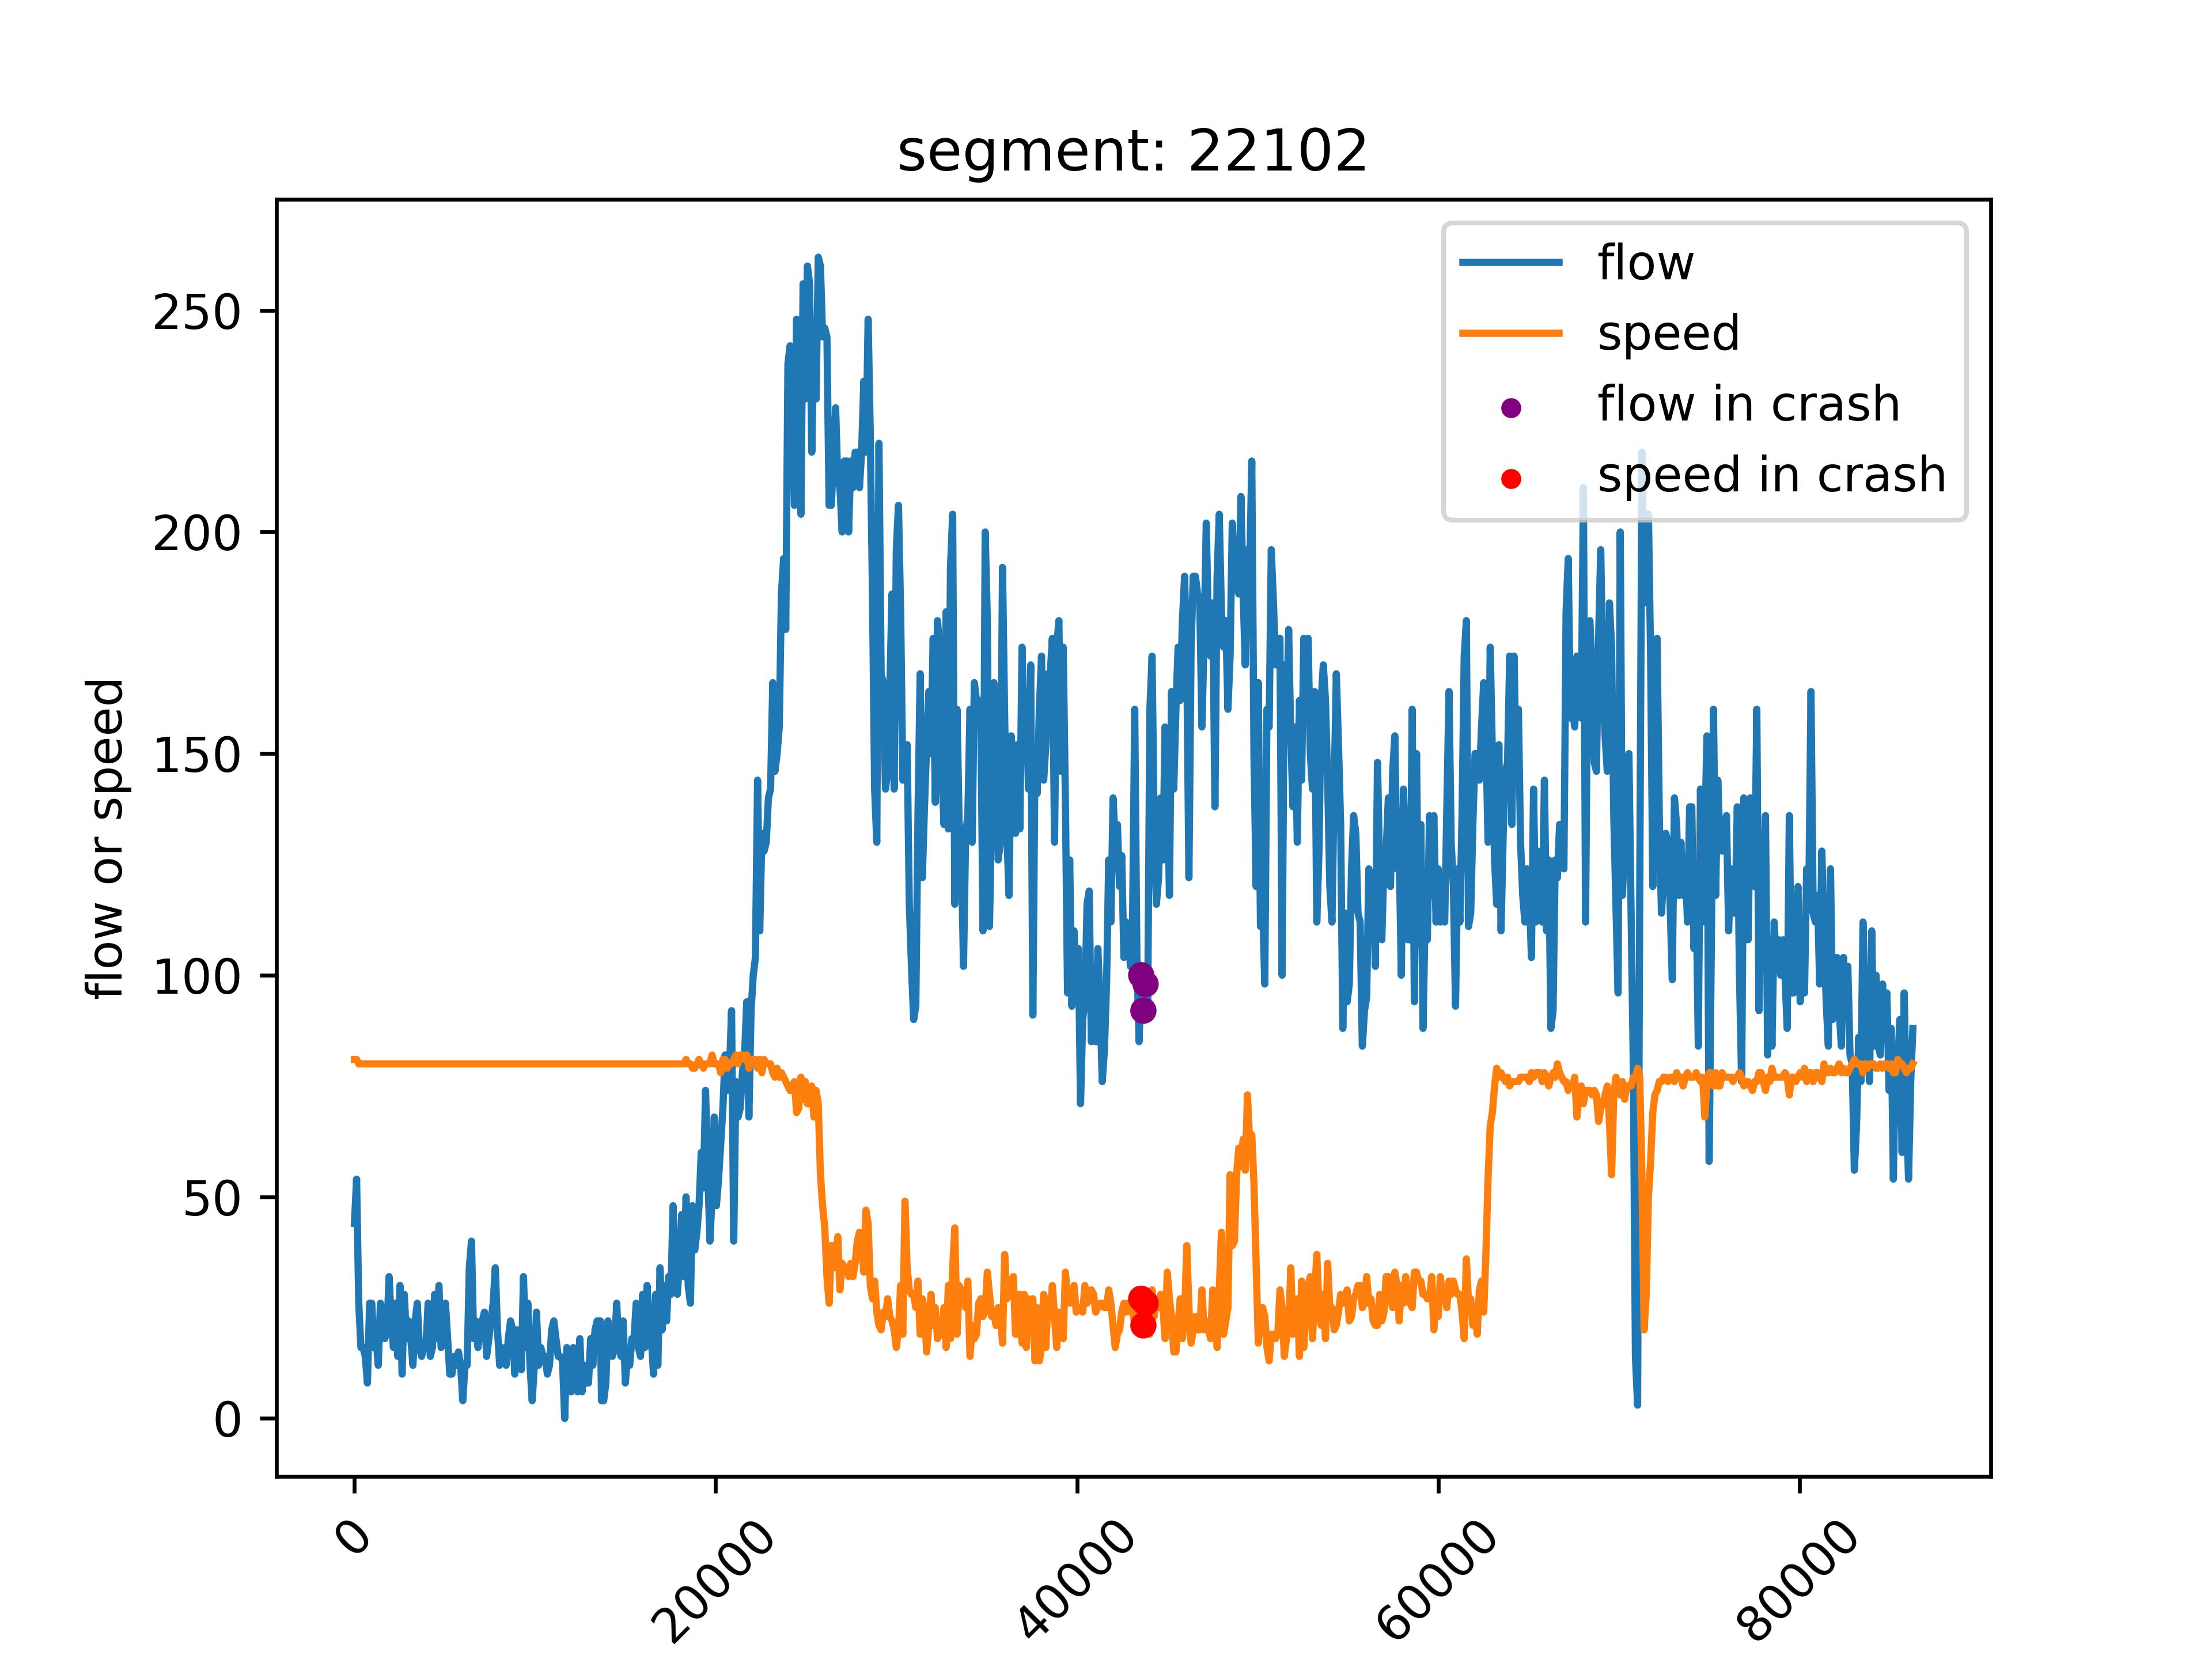 segment: 22102
flow
speed
flow in crash
speed in crash
flow or speed
250
200
150
100
50
0
0
20000
40000
60000
80000